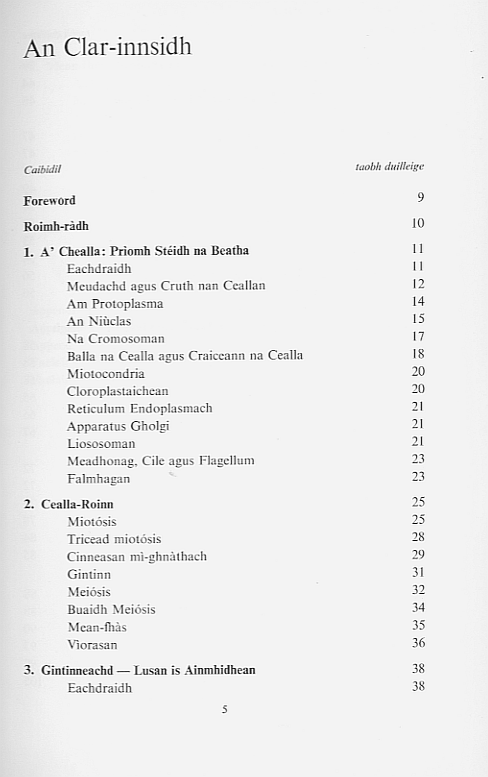 An Clar-innsidh
Caibidil taobh duilleige
Foreword 9
Roimh-ràdh 10
1. A' Chealla: Priomh Stéidh na Beatha 11
Eachdraidh 11
Meudachd agus Cruth nan Ceallan 12
Am Protoplasma 14
An Niùclas 15
Na Cromosoman 17
Balla na Cealla agus Craiceann na Cealla 18
Miotocondria 20
Cloroplastaichean 20
Reticulum Endoplasmach 21
Apparatus Gholgi 21
Liososoman 21
Meadhonag, Cile agus Flagellum 23
Falmhagan 23
2. Cealla-Roinn 25
Miotósis 25
Tricead miotósis 28
Cinneasan mì-ghnàthach 29
Gintinn 31
Meiósis 32
Buaidh Meiósis 34
Mean-fhàs 35
Viorasan 36
3. Gintinneachd — Lusan is Ainmhidhean 38
Eachdraidh 38
5